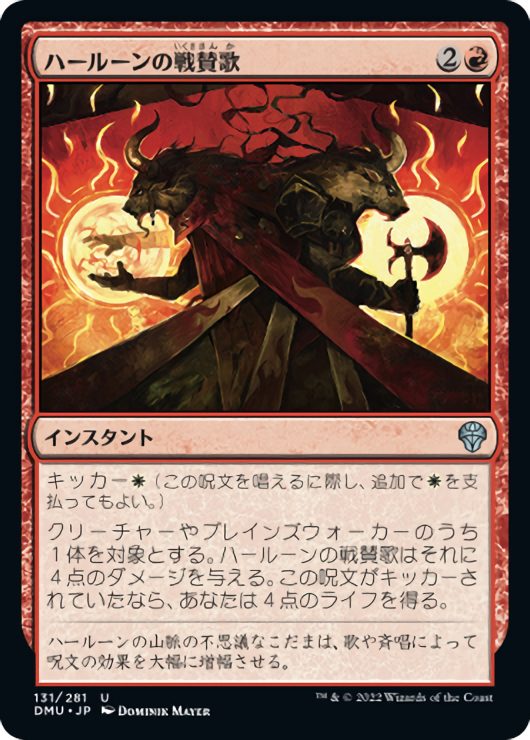 ハールーンの戦賛歌
いくささんか
2
インスタント
キッカー（この呪文を唱えるに際し、追加でを支
払ってもよい。）
クリーチャーやプレインズウォーカーのうち
１体を対象とする。ハールーンの戦賛歌はそれに
４点のダメージを与える。この呪文がキッカーさ
れていたなら、あなたは４点のライフを得る。
ハールーンの山脈の不思議なこだまは、歌や斉唱によって
呪文の効果を大幅に増幅させる。
131/281 U
DMU・JP Dominik Mayer
™ & © 2022 Wizards of the Coast